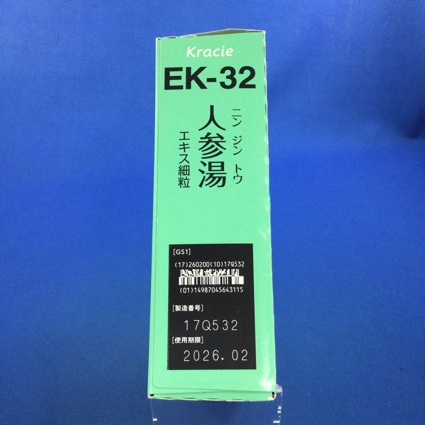 Kracie
EK-32
人参湯
ニン ジン トウ
エキス細粒
[GS1]
(17)260200(10)17Q532
(01)14987045643115
[製造番号]
17Q532
[使用期限]
2026.02